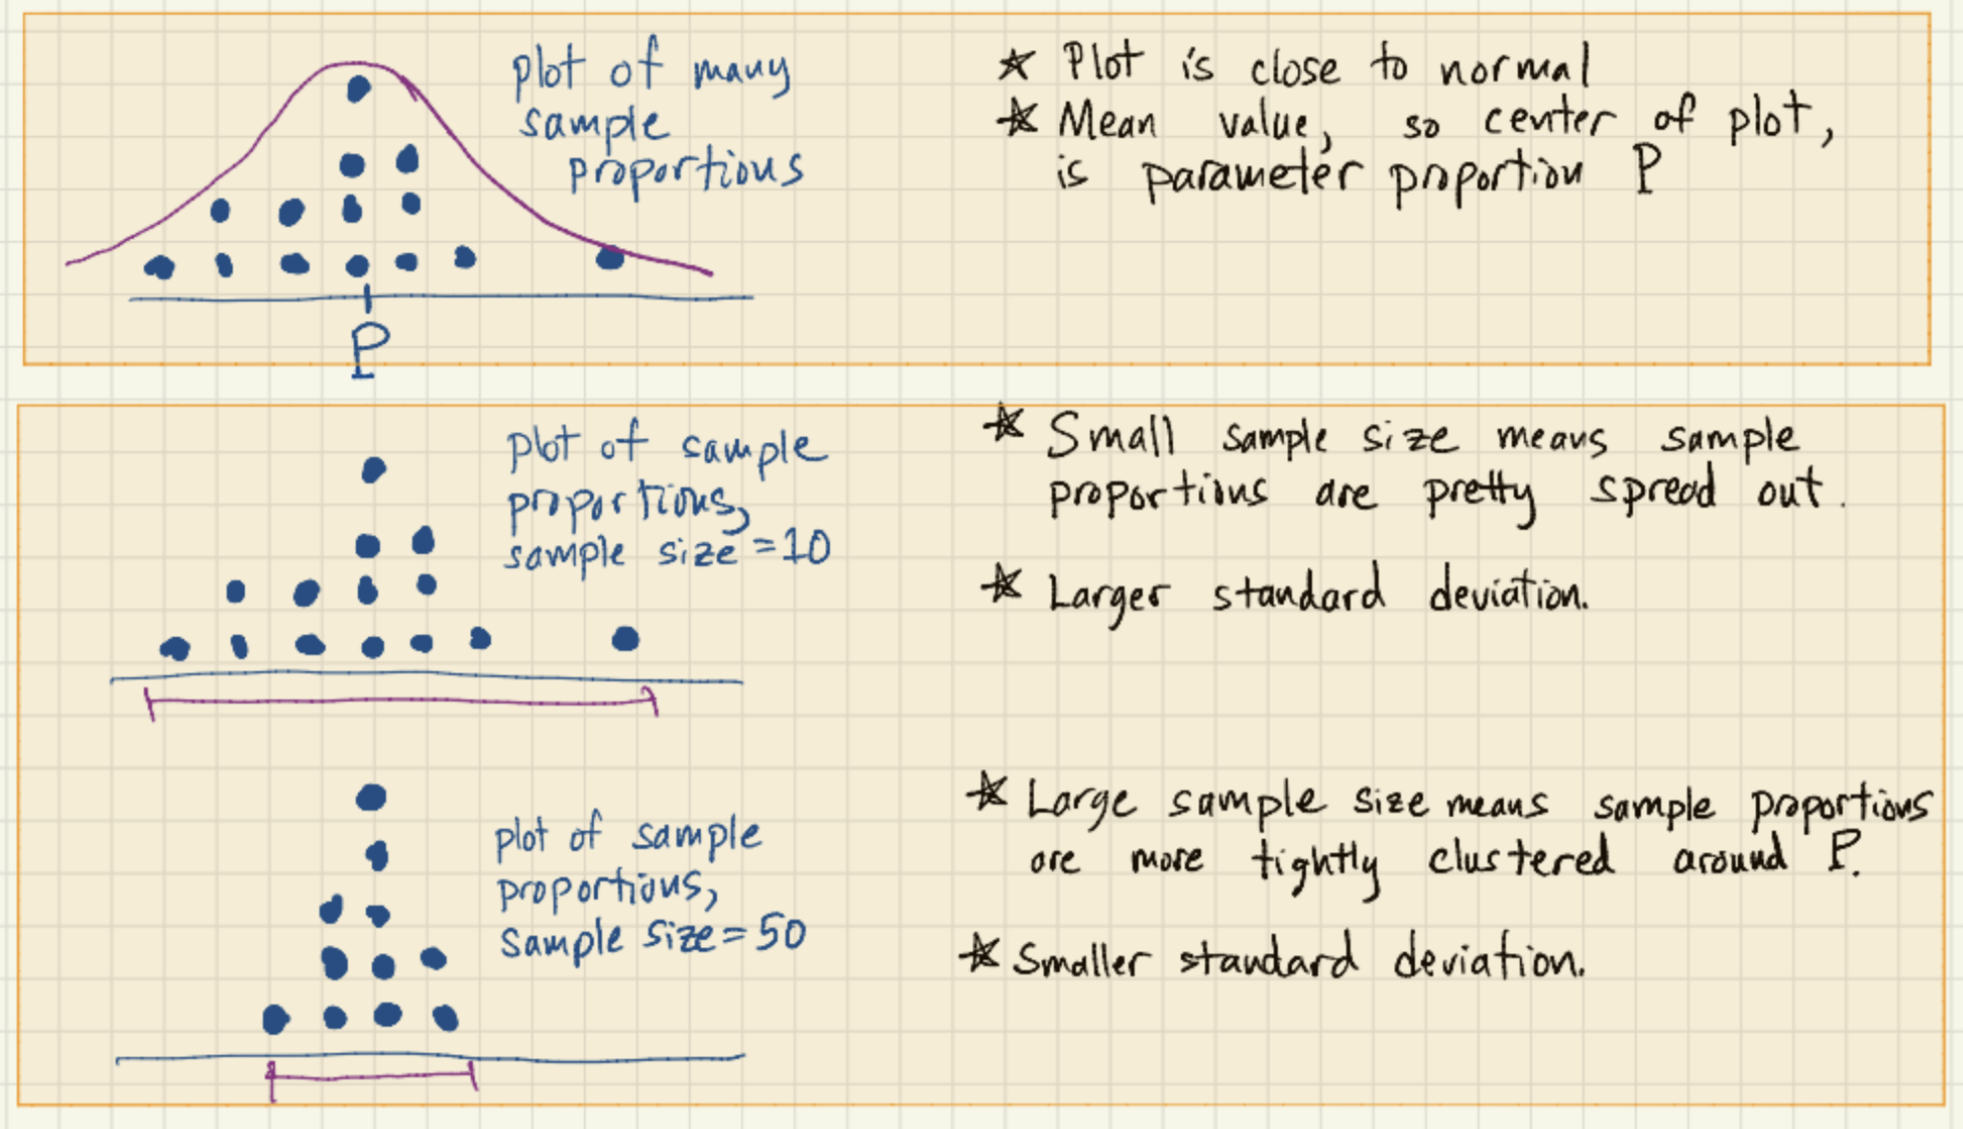 plot of many
sample
proportions
P
★ Plot is close to normal
★ Mean value, so center of plot,
is parameter proportion P
plot of sample
proportions,
sample size = 10
★ Small sample size means sample
proportions are pretty spread out.
★ Larger standard deviation.
plot of sample
proportions,
sample size = 50
★ Large sample size means sample proportions
are more tightly clustered around P.
★ Smaller standard deviation.